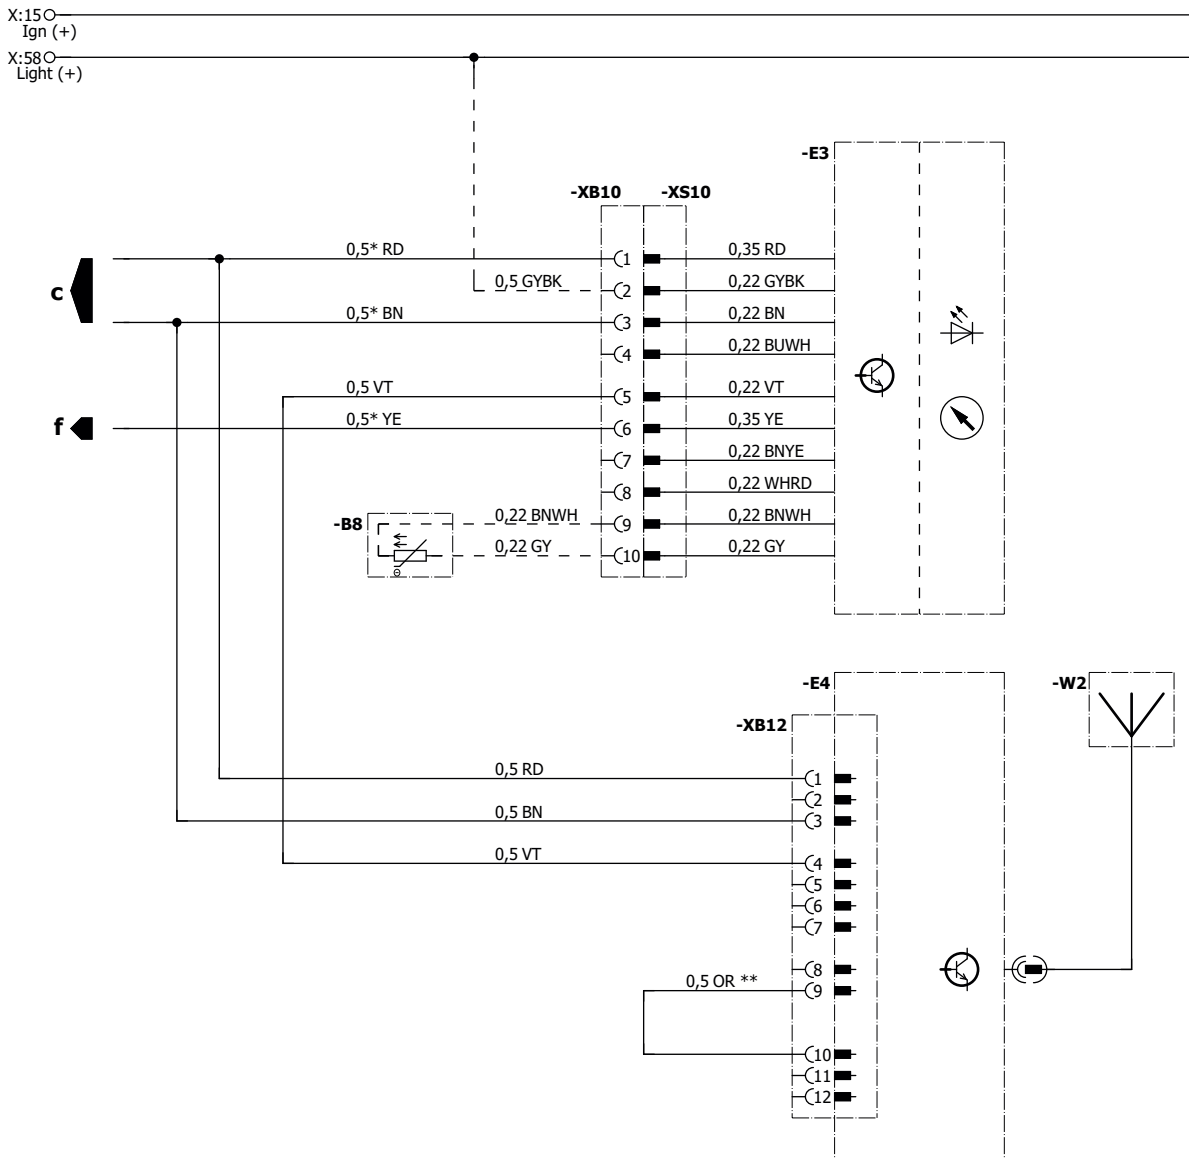 X:15
Ign (+)
X:58
Light (+)
-E3
-XB10 -XS10
0,5* RD 1 0,35 RD
0,5 GYBK 2 0,22 GYBK
c
0,5* BN 3 0,22 BN
4 0,22 BUWH
0,5 VT 5 0,22 VT
f 0,5* YE 6 0,35 YE
7 0,22 BNYE
8 0,22 WHRD
-B8 0,22 BNWH 9 0,22 BNWH
0,22 GY 10 0,22 GY
-E4 -W2
-XB12
0,5 RD 1
2
0,5 BN 3
0,5 VT 4
5
6
7
8
0,5 OR ** 9
10
11
12